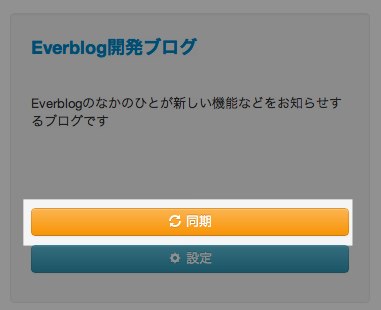 Everblog開発ブログ
Everblogのなかのひとが新しい機能などをお知らせす
るブログです
同期
設定